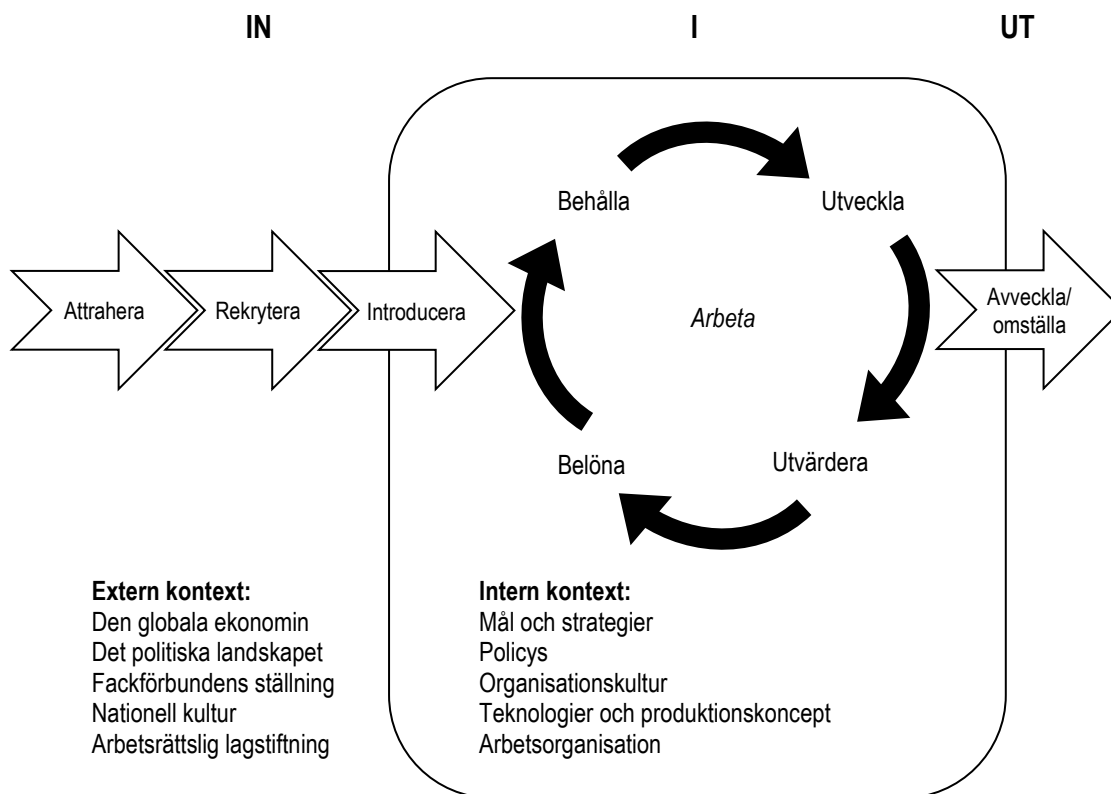 IN
I
UT
Behålla
Utveckla
Attrahera
Rekrytera
Introducera
Arbeta
Avveckla/
omställa
Belöna
Utvärdera
Extern kontext:
Den globala ekonomin
Det politiska landskapet
Fackförbundens ställning
Nationell kultur
Arbetsrättslig lagstiftning
Intern kontext:
Mål och strategier
Policys
Organisationskultur
Teknologier och produktionskoncept
Arbetsorganisation